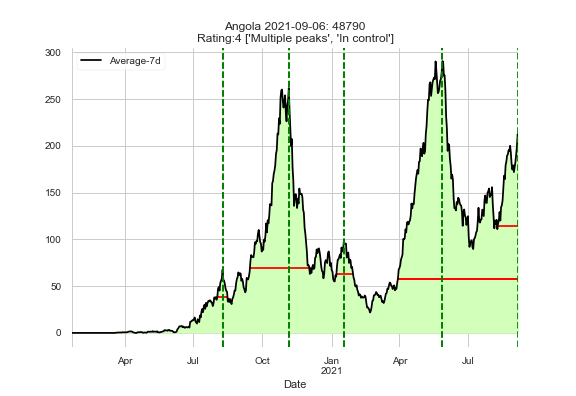 Angola 2021-09-06: 48790
Rating:4 ['Multiple peaks', 'In control']
300
Average-7d
250
200
150
100
50
0
Apr
Jul
Oct
Jan
2021
Apr
Jul
Date